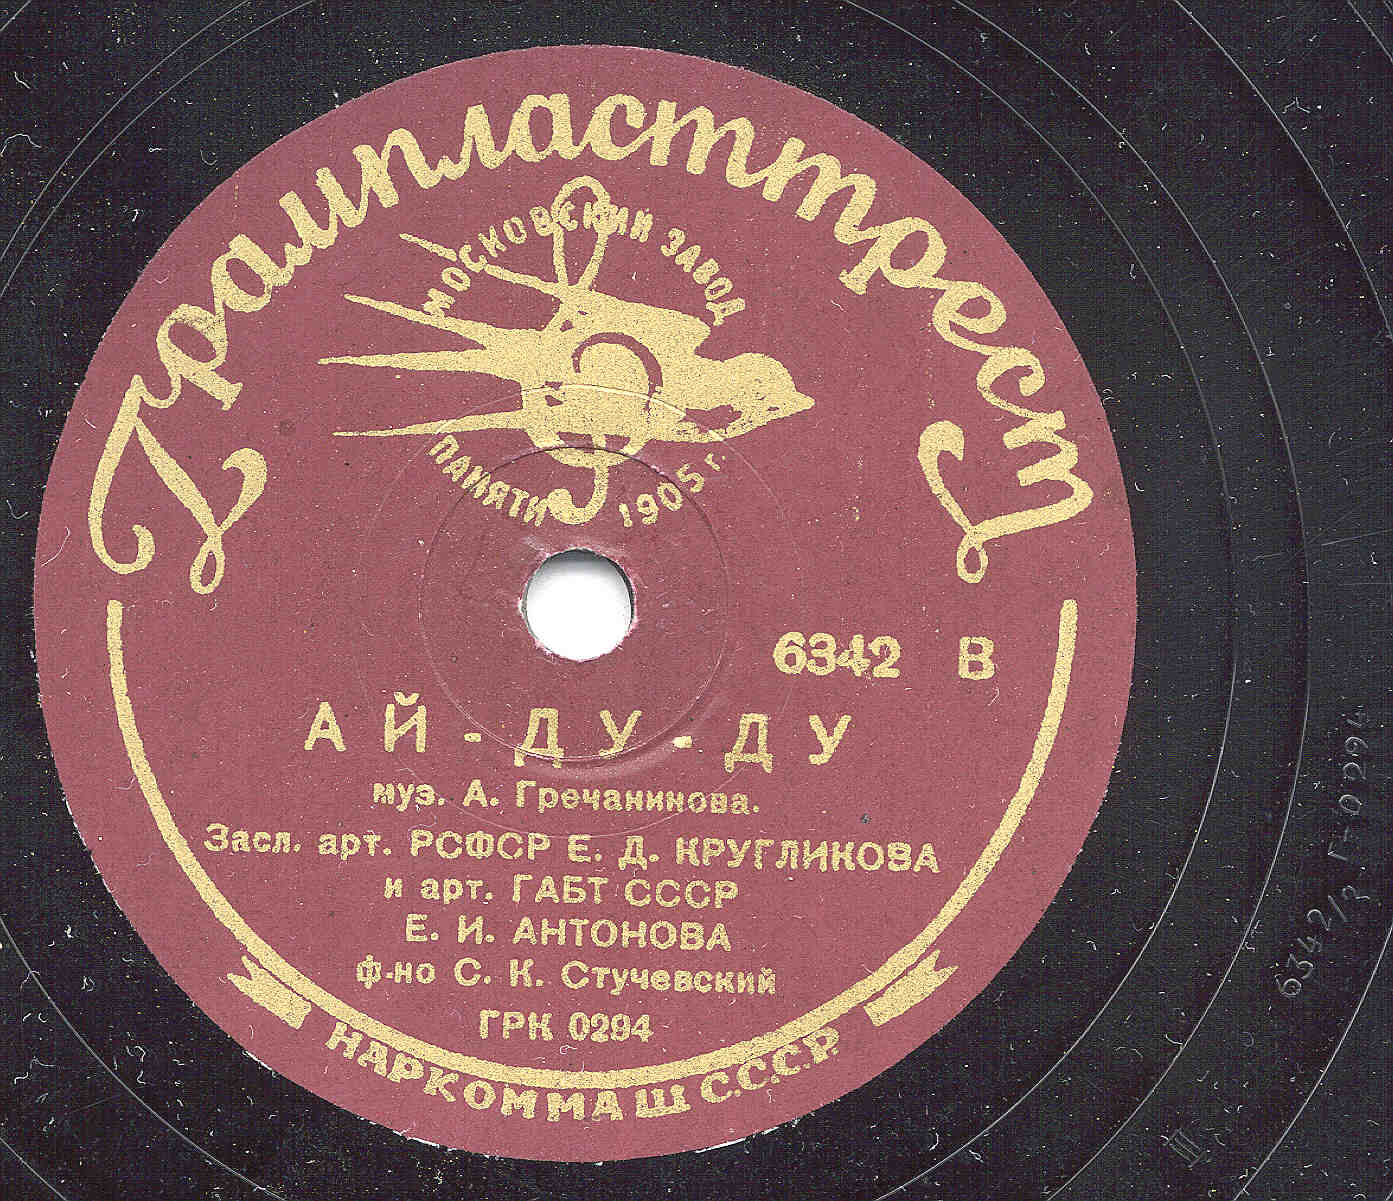 Грампласттрест
МОСКОВСКИЙ ЗАВОД
ПАМЯТИ 1905 г.
6342 В
АЙ-ДУ-ДУ
муз. А. Гречанинова.
Засл. арт. РСФСР Е. Д. КРУГЛИКОВА
и арт. ГАБТ СССР
Е. И. АНТОНОВА
ф-но С. К. Стучевский
ГРК 0294
НАРКОММАШ С.С.С.Р.
6342/3 Г-0294